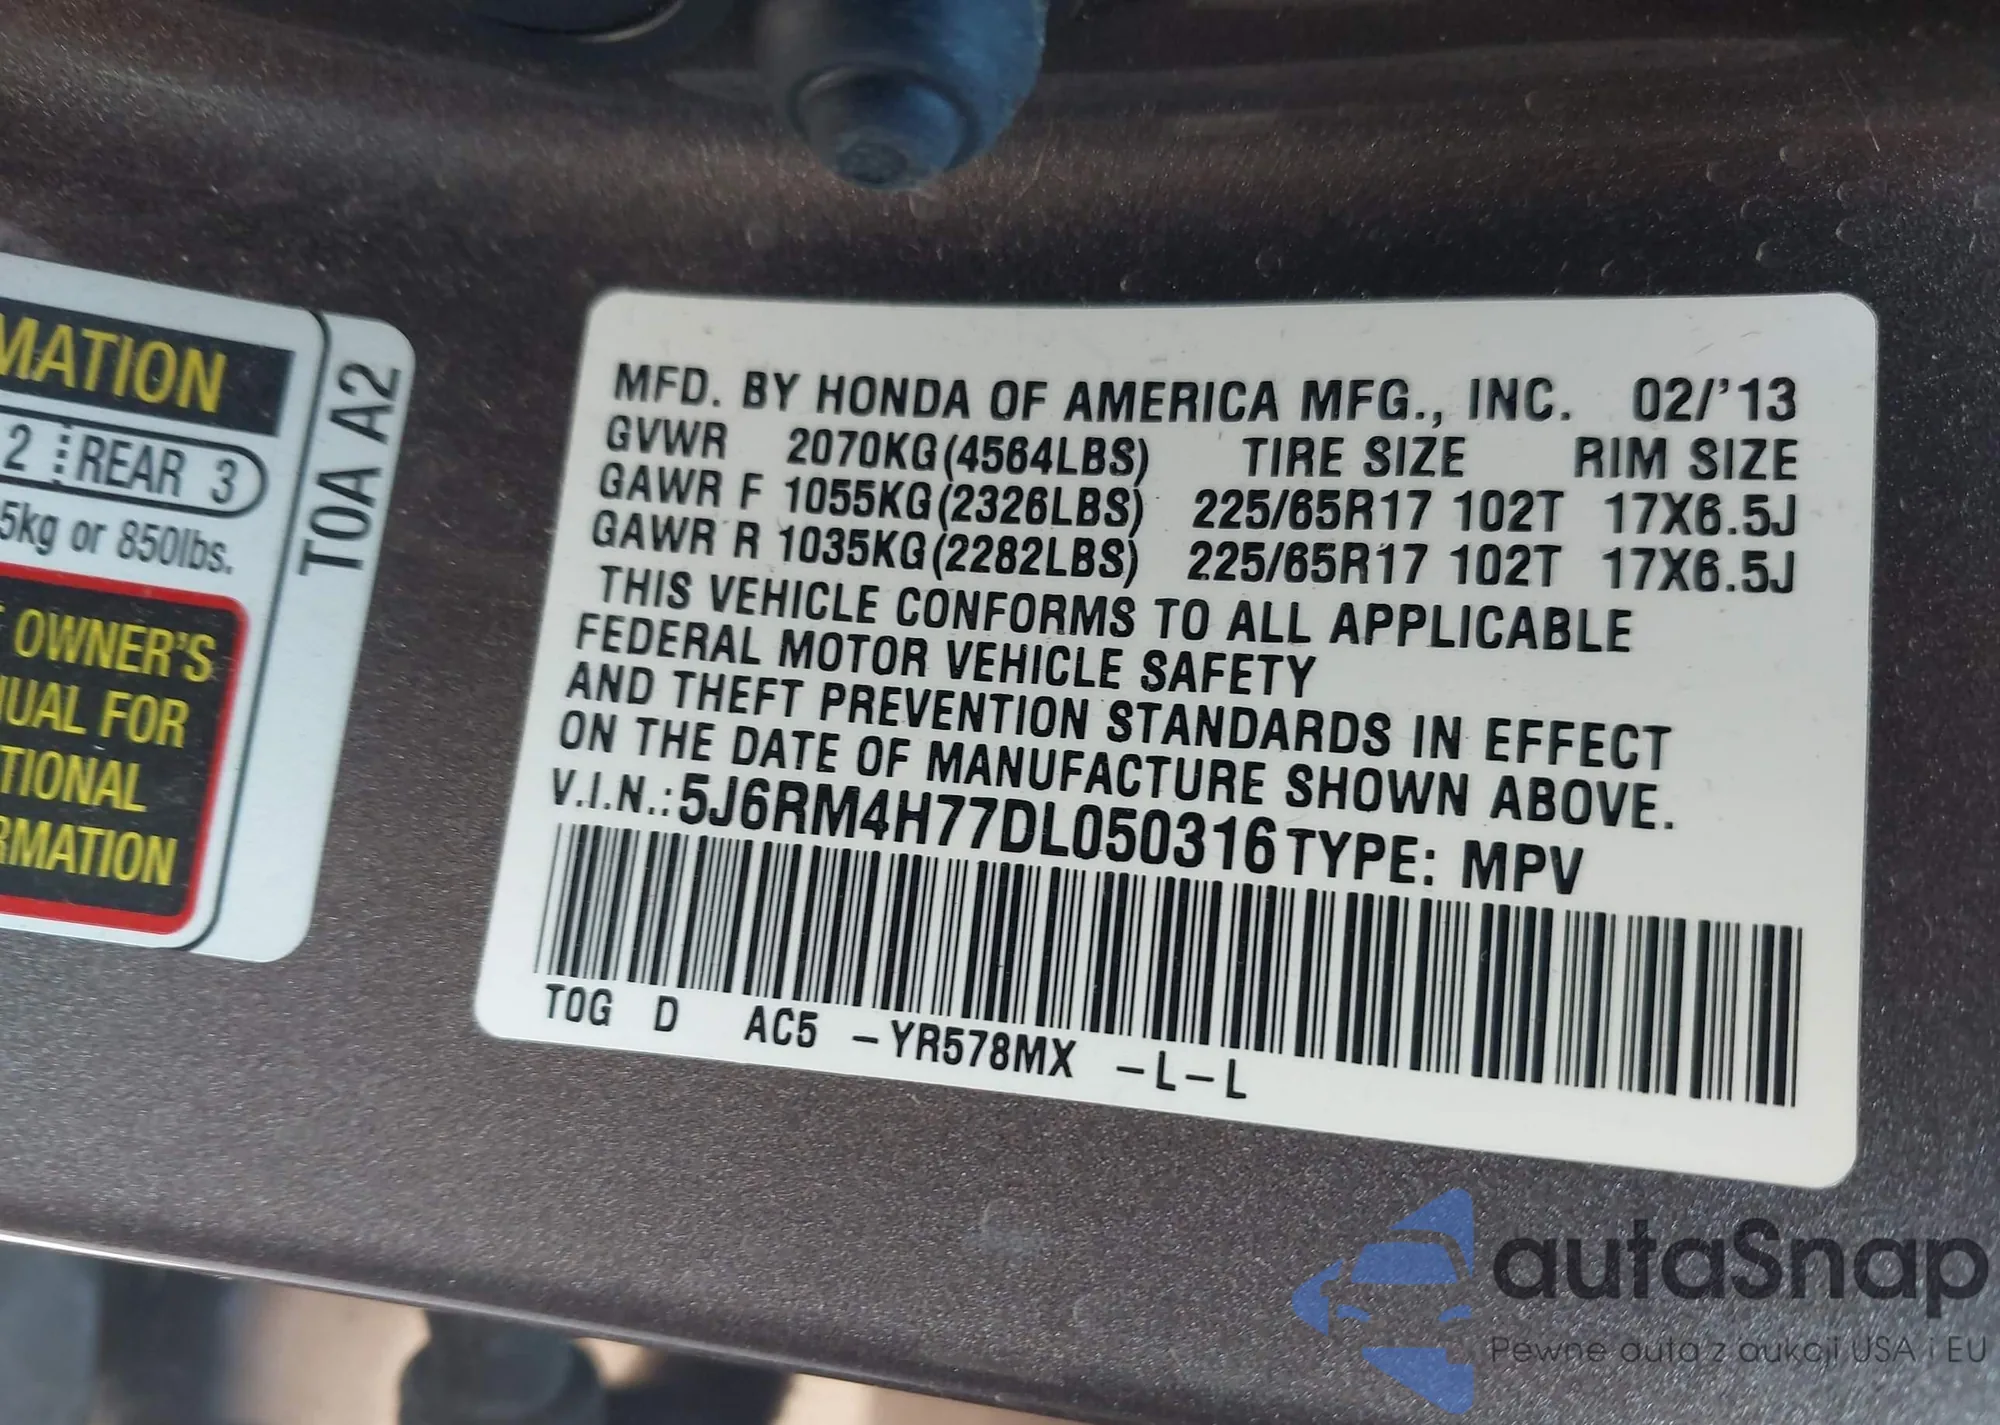 MATION
2 REAR 3
5kg or 850lbs.
OWNER'S
UAL FOR
TIONAL
RMATION
T0A A2
MFD. BY HONDA OF AMERICA MFG., INC. 02/'13
GVWR 2070KG(4564LBS) TIRE SIZE RIM SIZE
GAWR F 1055KG(2326LBS) 225/65R17 102T 17X6.5J
GAWR R 1035KG(2282LBS) 225/65R17 102T 17X6.5J
THIS VEHICLE CONFORMS TO ALL APPLICABLE
FEDERAL MOTOR VEHICLE SAFETY
AND THEFT PREVENTION STANDARDS IN EFFECT
ON THE DATE OF MANUFACTURE SHOWN ABOVE.
V.I.N.:5J6RM4H77DL050316 TYPE: MPV
T0G D AC5 -YR578MX -L-L
autaSnap
Pewne auta z aukcji USA i EU